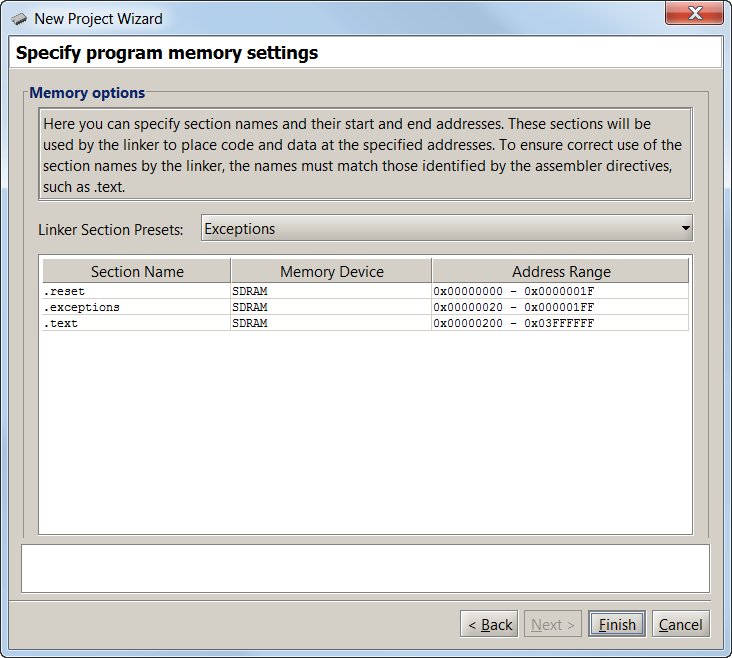 New Project Wizard
Specify program memory settings
Memory options
Here you can specify section names and their start and end addresses. These sections will be
used by the linker to place code and data at the specified addresses. To ensure correct use of the
section names by the linker, the names must match those identified by the assembler directives,
such as .text.
Linker Section Presets: Exceptions
Section Name Memory Device Address Range
.reset SDRAM 0x00000000 - 0x0000001F
.exceptions SDRAM 0x00000020 - 0x000001FF
.text SDRAM 0x00000200 - 0x03FFFFFF
< Back Next > Finish Cancel